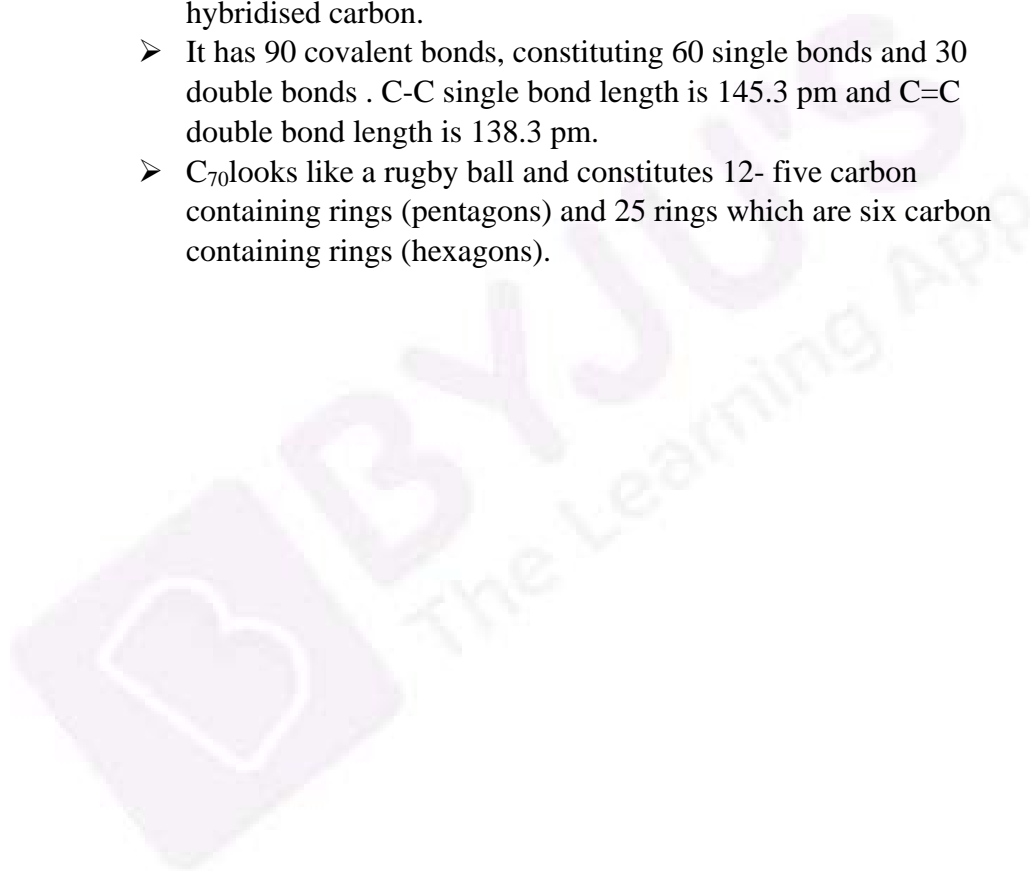 hybridised carbon.
➢ It has 90 covalent bonds, constituting 60 single bonds and 30
double bonds . C-C single bond length is 145.3 pm and C=C
double bond length is 138.3 pm.
➢ C₇₀looks like a rugby ball and constitutes 12- five carbon
containing rings (pentagons) and 25 rings which are six carbon
containing rings (hexagons).
BYJU'S
The Learning App